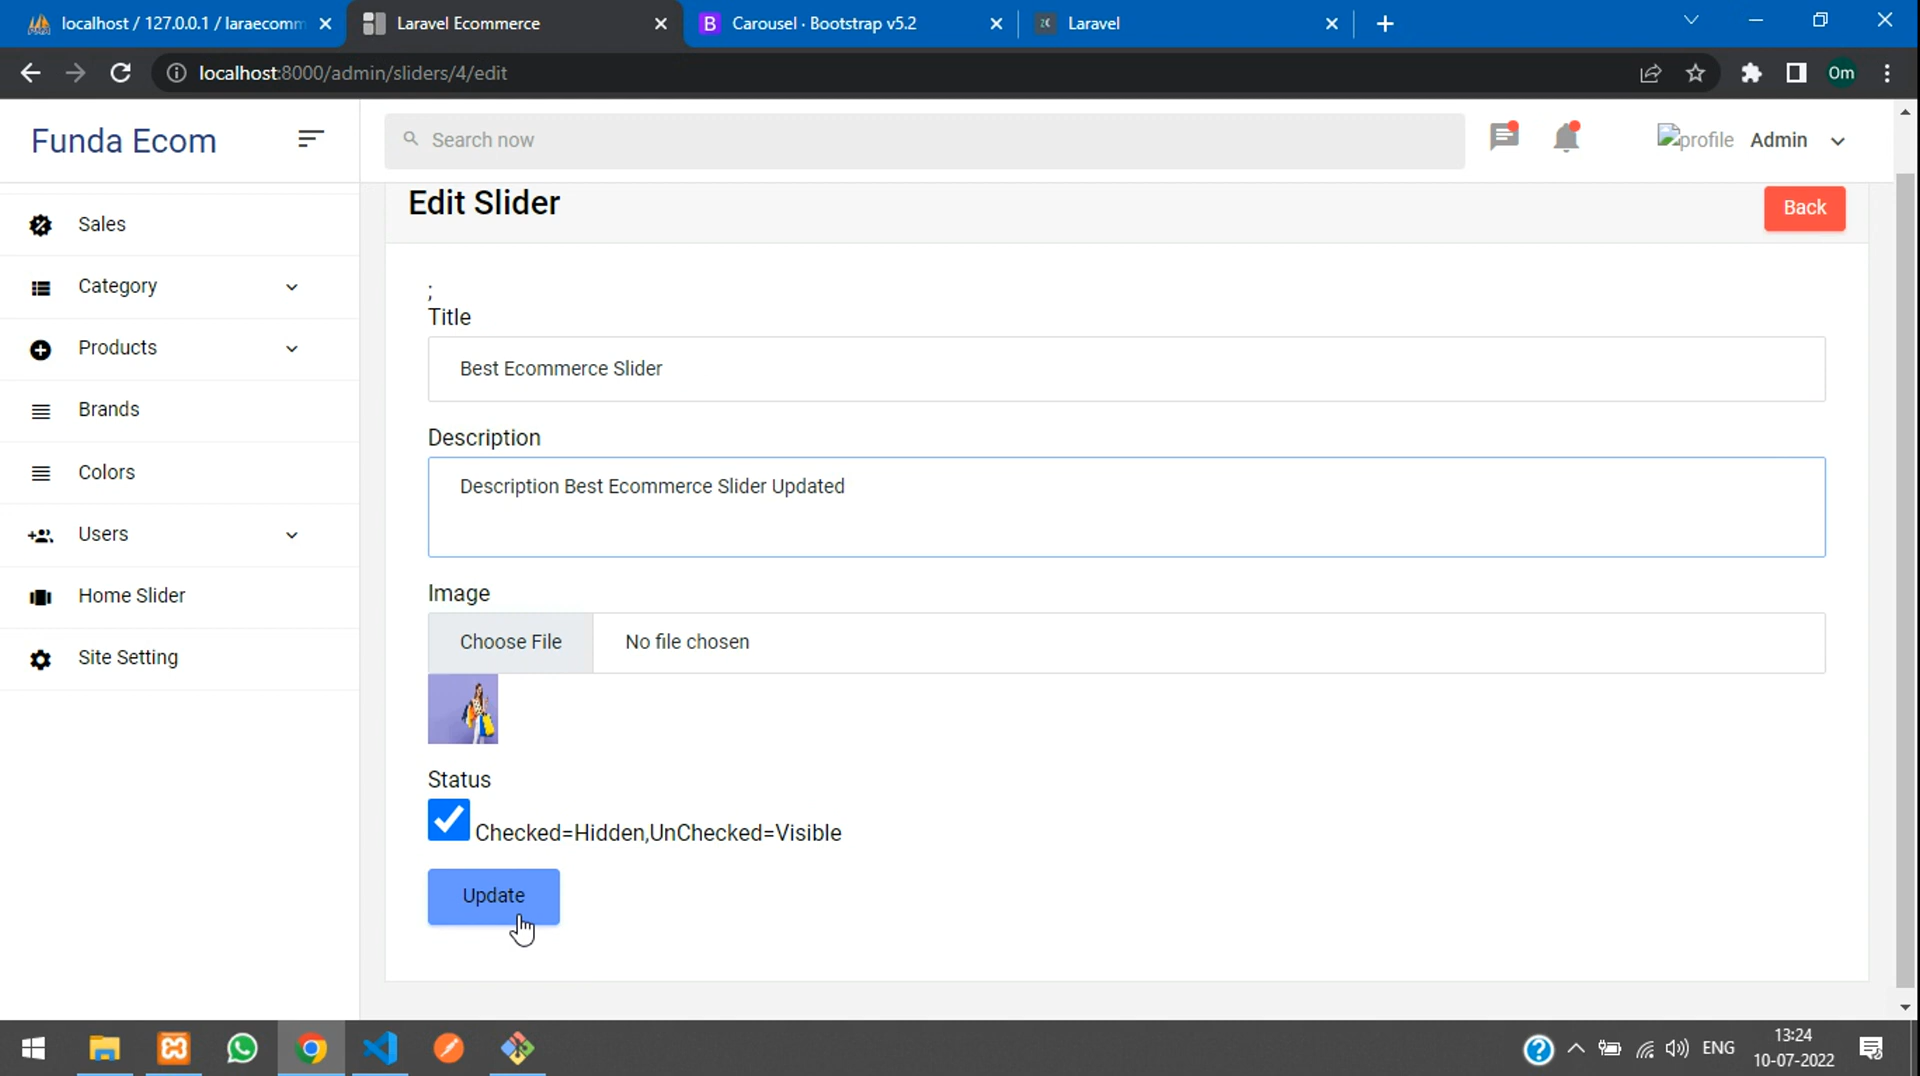 localhost / 127.0.0.1 / laraecomm
Laravel Ecommerce
B
Carousel · Bootstrap v5.2
Laravel
localhost:8000/admin/sliders/4/edit
Om
Funda Ecom
Search now
profile
Admin
Edit Slider
Back
Sales
Category
Products
Brands
Colors
Users
Home Slider
Site Setting
;
Title
Best Ecommerce Slider
Description
Description Best Ecommerce Slider Updated
Image
Choose File
No file chosen
Status
Checked=Hidden,UnChecked=Visible
Update
ENG
13:24
10-07-2022